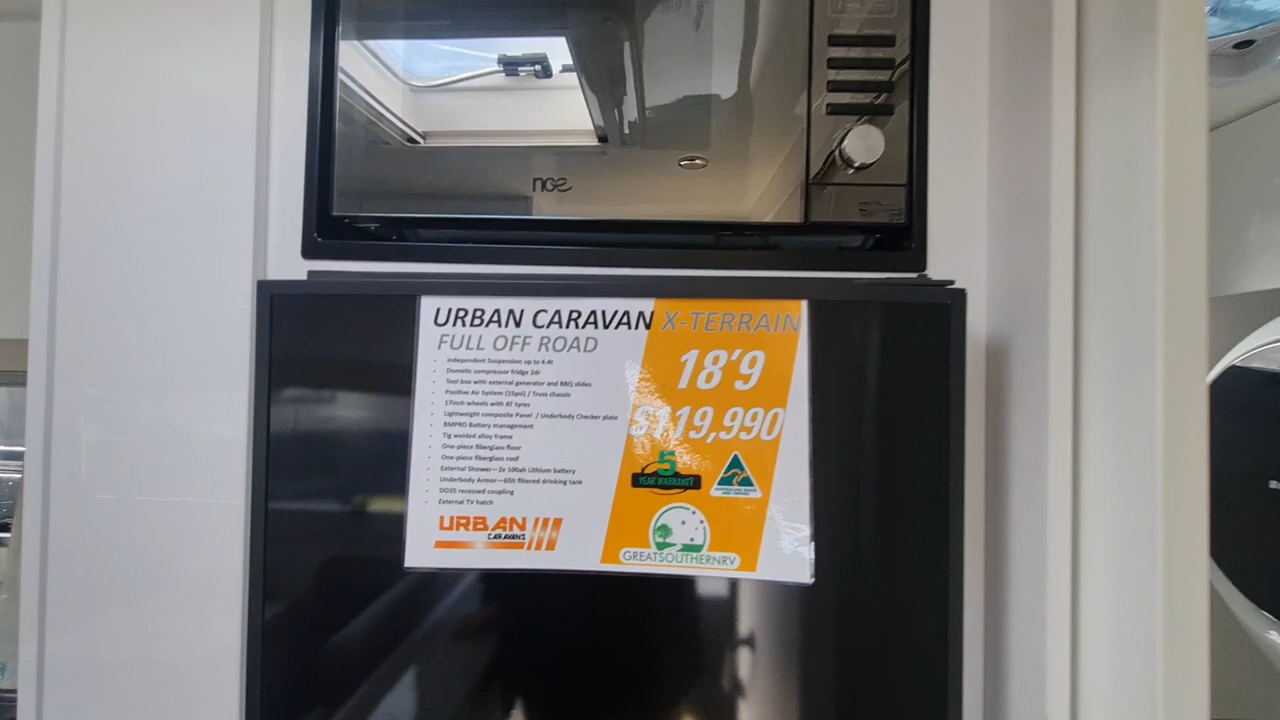 nce
URBAN CARAVAN X-TERRAIN
FULL OFF ROAD
18'9
$119,990
Independent Suspension up to 4.4t
Dometic compressor fridge 2dr
Tool box with external generator and BBQ slides
Positive Air System (15psi) / Truss chassis
17inch wheels with AT tyres
Lightweight composite Panel / Underbody Checker plate
BMPRO Battery management
Tig welded alloy frame
One-piece fiberglass floor
One-piece fiberglass roof
External Shower—2x 100ah Lithium battery
Underbody Armor—65lt filtered drinking tank
DO35 recessed coupling
External TV hatch
5
YEAR WARRANTY
URBAN
CARAVANS
GREATSOUTHERNRV